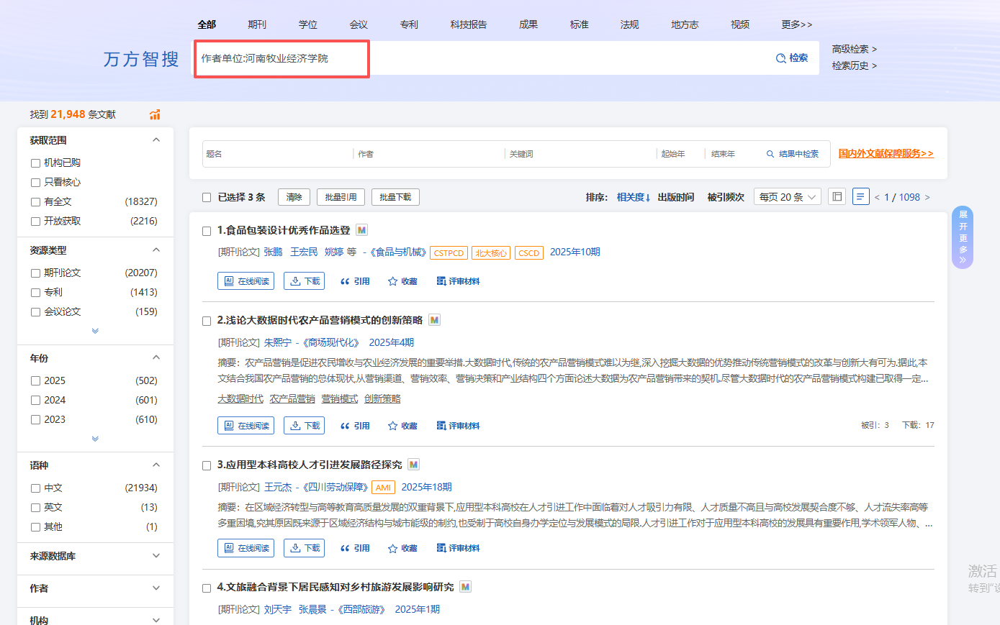 全部 期刊 学位 会议 专利 科技报告 成果 标准 法规 地方志 视频 更多>>
万方智搜
作者单位:河南牧业经济学院
检索
高级检索 >
检索历史 >
找到 21,948 条文献
获取范围
机构已购
只看核心
有全文 (18327)
开放获取 (2216)
资源类型
期刊论文 (20207)
专利 (1413)
会议论文 (159)
年份
2025 (502)
2024 (601)
2023 (610)
语种
中文 (21934)
英文 (13)
其他 (1)
来源数据库
作者
机构
题名 作者 关键词 起始年 结束年 结果中检索
国内外文献保障服务>>
已选择 3 条 清除 批量引用 批量下载 排序: 相关度↓ 出版时间 被引频次 每页 20 条 < 1 / 1098 >
1.食品包装设计优秀作品选登 M
[期刊论文] 张鹏 王宏民 姚婷 等 -《食品与机械》 CSTPCD 北大核心 CSCD 2025年10期
在线阅读 下载 引用 收藏 评审材料
2.浅论大数据时代农产品营销模式的创新策略 M
[期刊论文] 朱熙宁 -《商场现代化》 2025年4期
摘要：农产品营销是促进农民增收与农业经济发展的重要举措.大数据时代,传统的农产品营销模式难以为继,深入挖掘大数据的优势推动传统营销模式的改革与创新大有可为.据此,本
文结合我国农产品营销的总体现状,从营销渠道、营销效率、营销决策和产业结构四个方面论述大数据为农产品营销带来的契机.尽管大数据时代的农产品营销模式构建已取得一定...
大数据时代 农产品营销 营销模式 创新策略
在线阅读 下载 引用 收藏 评审材料 被引：3 下载：17
3.应用型本科高校人才引进发展路径探究 M
[期刊论文] 王元杰 -《四川劳动保障》 AMI 2025年18期
摘要：在区域经济转型与高等教育高质量发展的双重背景下,应用型本科高校在人才引进工作中面临着对人才吸引力有限、人才质量不高且与高校发展契合度不够、人才流失率高等
多重困境,究其原因既来源于区域经济结构与城市能级的制约,也受制于高校自身办学定位与发展模式的局限.人才引进工作对于应用型本科高校的发展具有重要作用,学术领军人物、...
在线阅读 下载 引用 收藏 评审材料
4.文旅融合背景下居民感知对乡村旅游发展影响研究 M
[期刊论文] 刘天宇 张晨景 -《西部旅游》 2025年1期
展开更多
激活
转到"设